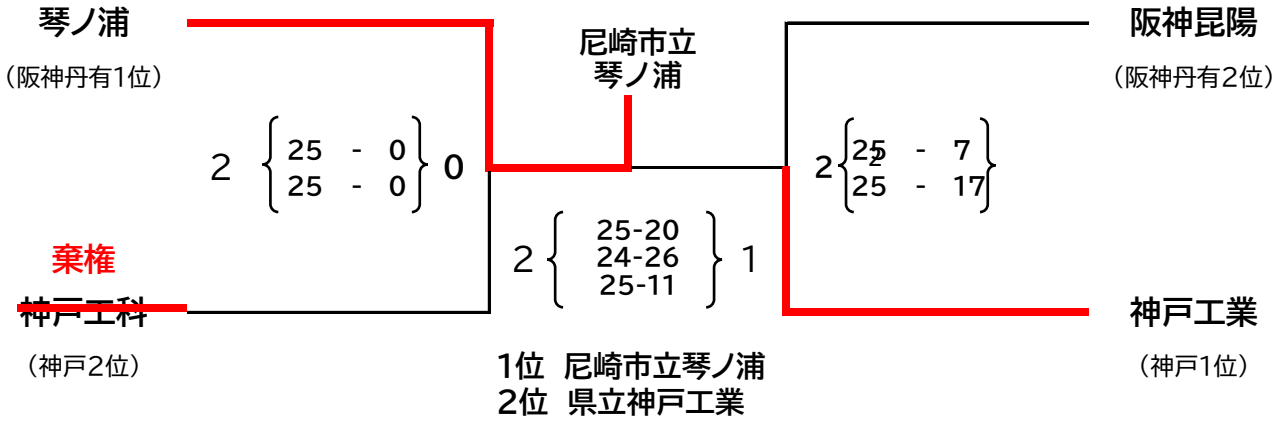 琴ノ浦
（阪神丹有1位）
尼崎市立
琴ノ浦
阪神昆陽
（阪神丹有2位）
2 { 25 - 0 } 0
25 - 0
2 { 25 - 7 }
2
25 - 17
2 { 25-20 } 1
24-26
25-11
棄権
神戸工科
（神戸2位）
神戸工業
（神戸1位）
1位 尼崎市立琴ノ浦
2位 県立神戸工業